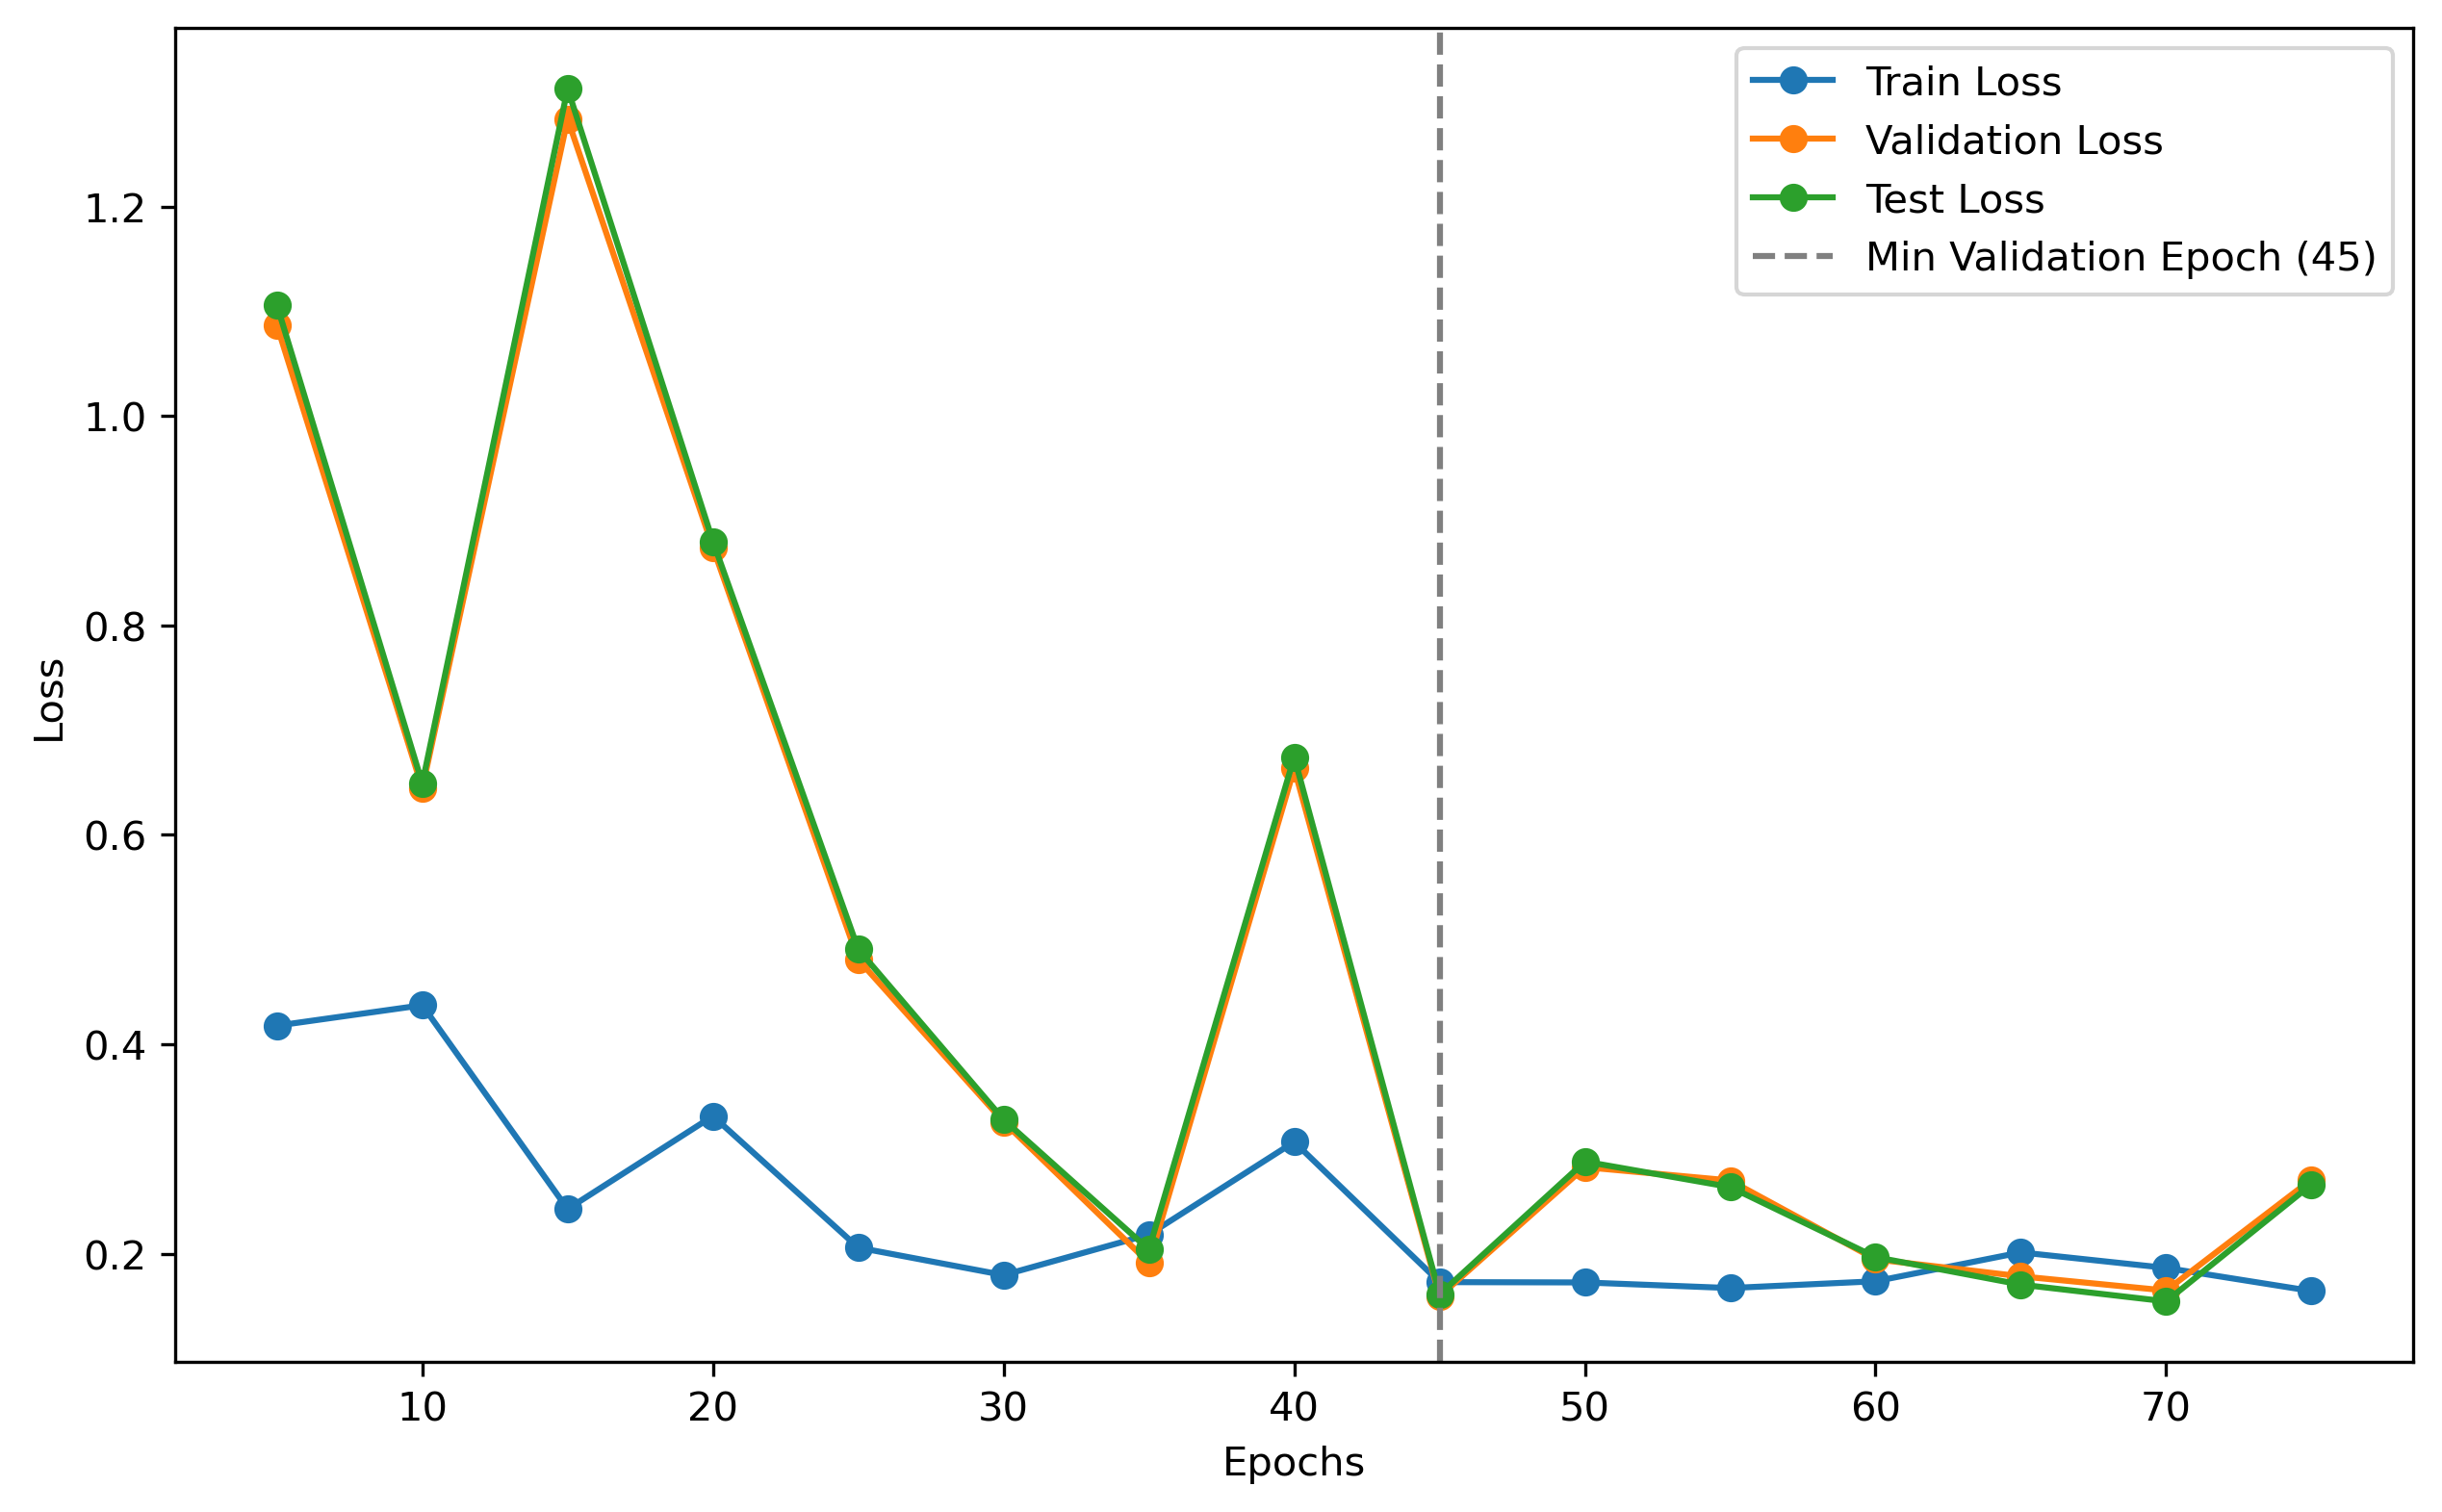 Train Loss
Validation Loss
Test Loss
Min Validation Epoch (45)
1.2
1.0
0.8
0.6
0.4
0.2
Loss
10 20 30 40 50 60 70
Epochs